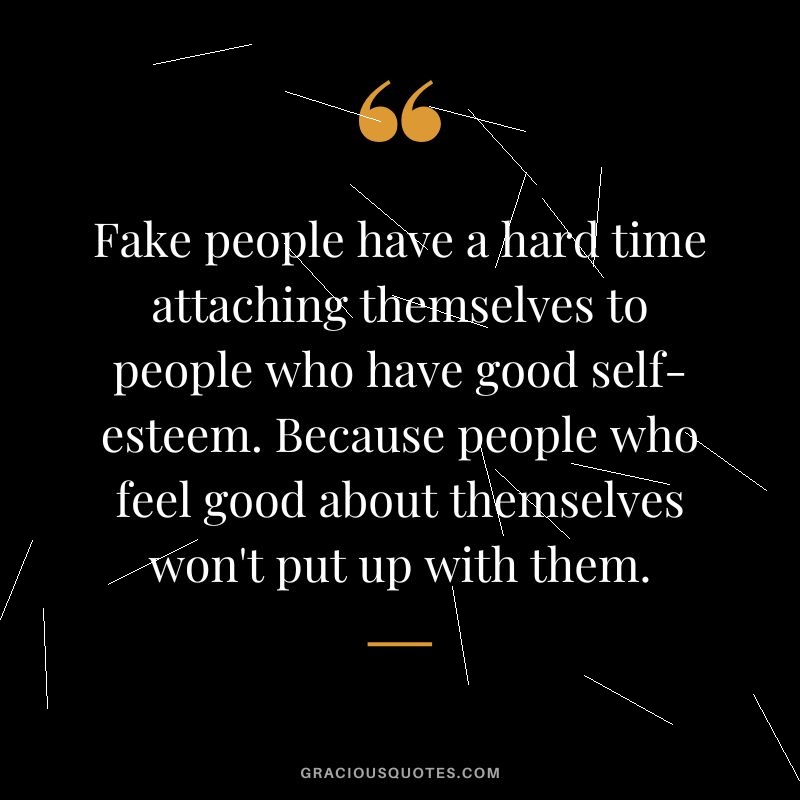 “
Fake people have a hard time
attaching themselves to
people who have good self-
esteem. Because people who
feel good about themselves
won't put up with them.
GRACIOUSQUOTES.COM